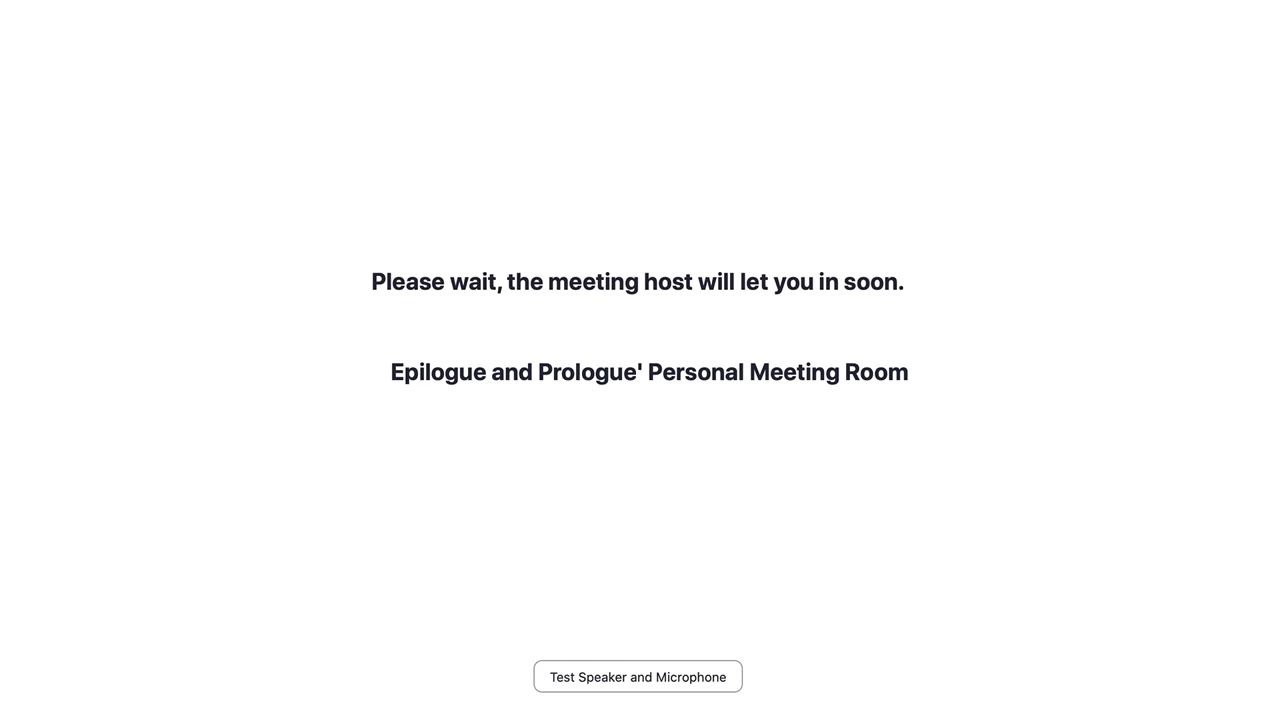 Please wait, the meeting host will let you in soon.
Epilogue and Prologue' Personal Meeting Room
Test Speaker and Microphone